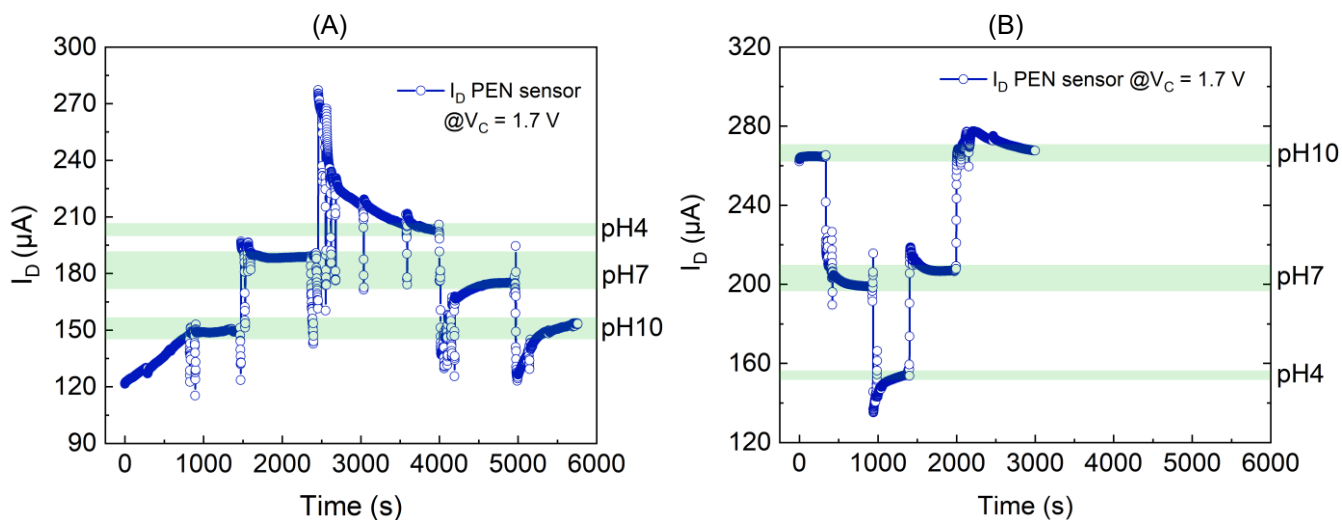 (A)
300
270
240
210
180
150
120
90
I_D (µA)
I_D PEN sensor
@V_C = 1.7 V
pH4
pH7
pH10
0 1000 2000 3000 4000 5000 6000
Time (s)
(B)
320
280
240
200
160
120
I_D (µA)
I_D PEN sensor @V_C = 1.7 V
pH10
pH7
pH4
0 1000 2000 3000 4000 5000 6000
Time (s)